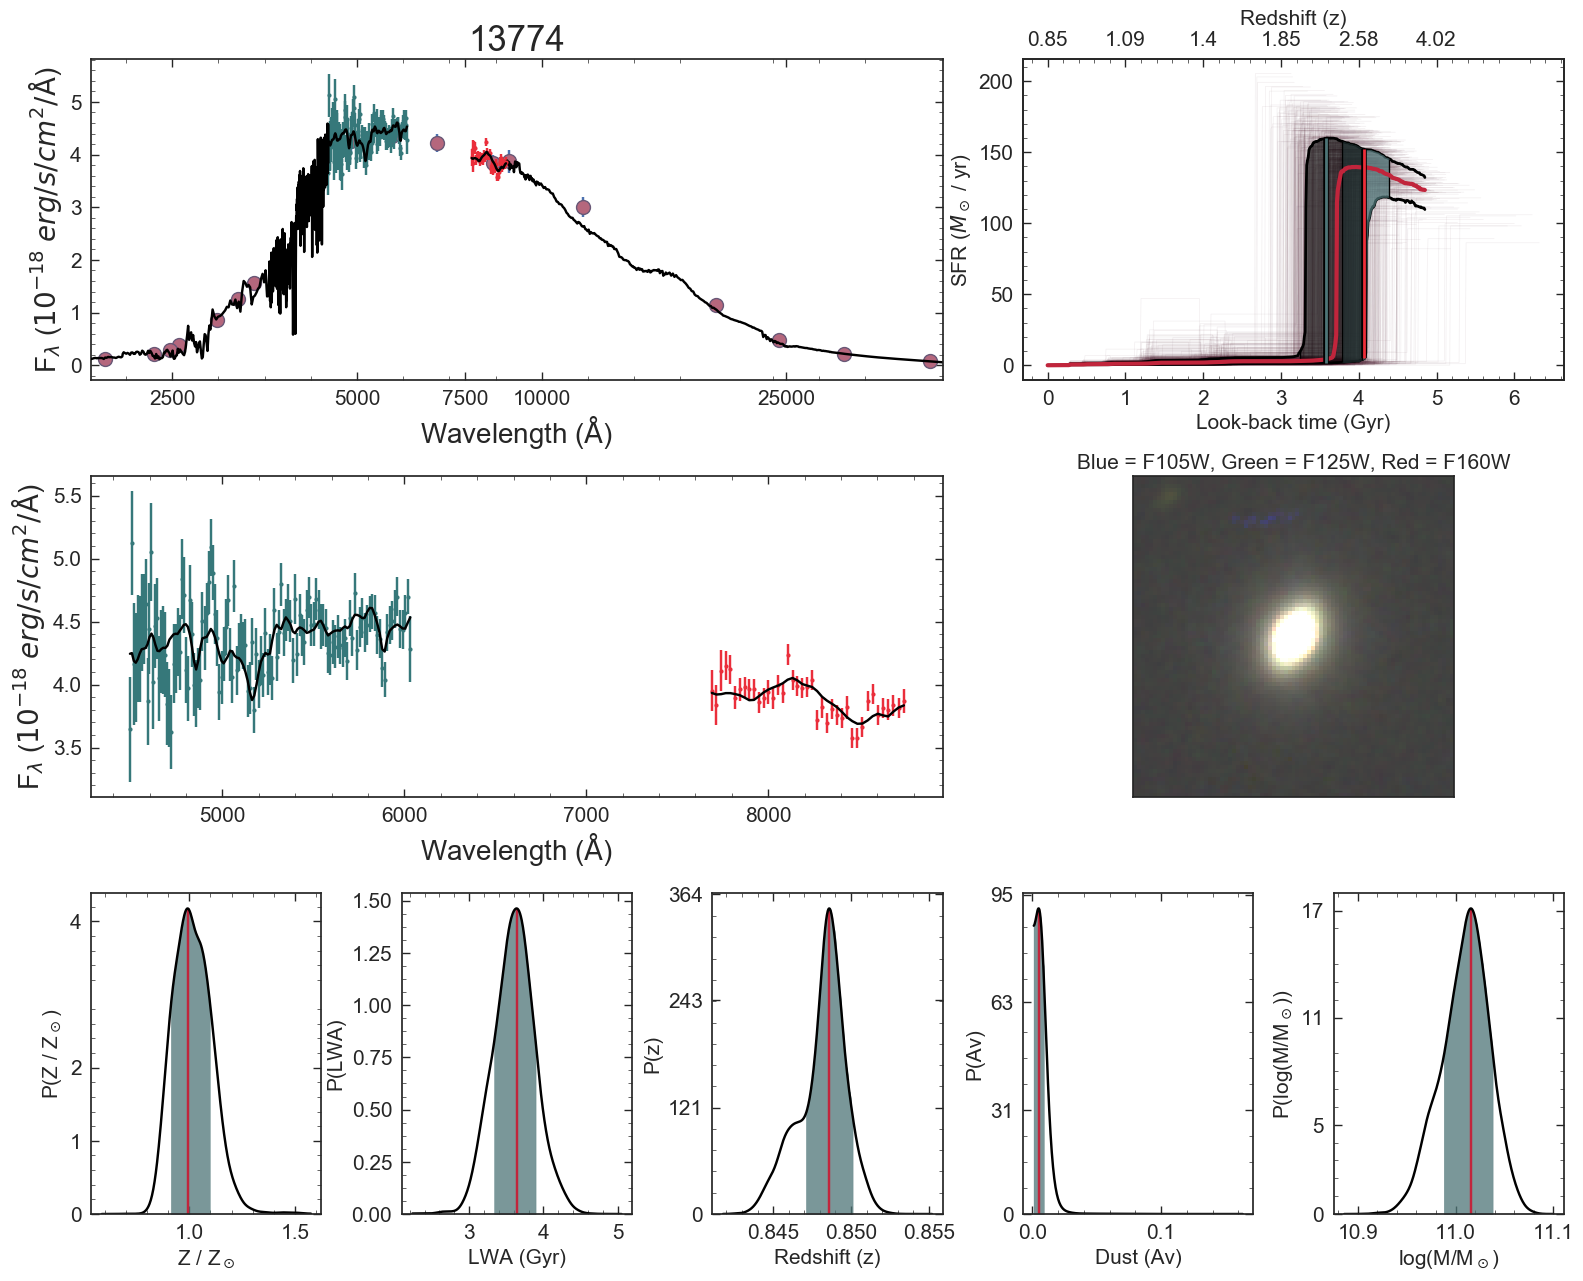 13774
5
4
3
2
1
0
F_λ (10^−18 erg/s/cm^2/Å)
2500 5000 7500 10000 25000
Wavelength (Å)
Redshift (z)
0.85 1.09 1.4 1.85 2.58 4.02
200
150
100
50
0
SFR (M_⊙ / yr)
0 1 2 3 4 5 6
Look-back time (Gyr)
5.5
5.0
4.5
4.0
3.5
F_λ (10^−18 erg/s/cm^2/Å)
5000 6000 7000 8000
Wavelength (Å)
Blue = F105W, Green = F125W, Red = F160W
4
2
1
0
P(Z / Z_⊙)
1.0 1.5
Z / Z_⊙
1.50
1.25
1.00
0.75
0.50
0.25
0.00
P(LWA)
3 4 5
LWA (Gyr)
364
243
121
0
P(z)
0.845 0.850 0.855
Redshift (z)
95
63
31
0
P(Av)
0.0 0.1
Dust (Av)
17
11
5
0
P(log(M/M_⊙))
10.9 11.0 11.1
log(M/M_⊙)